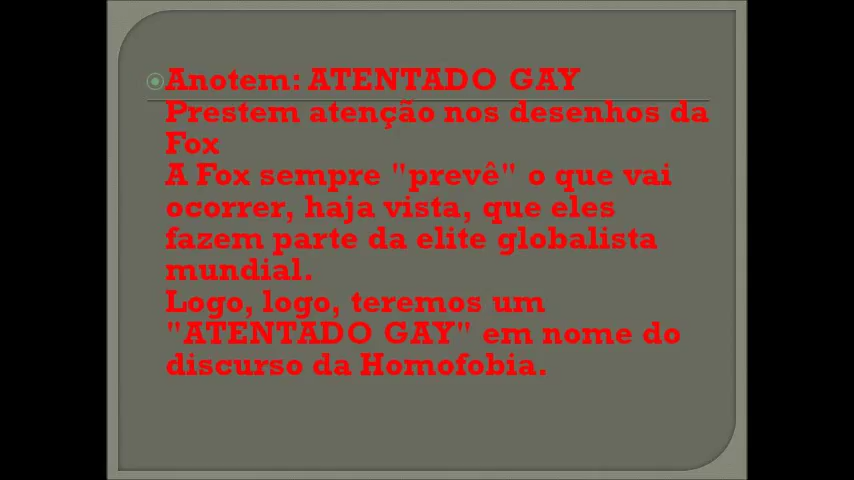 Anotem: ATENTADO GAY
Prestem atenção nos desenhos da
Fox
A Fox sempre "prevê" o que vai
ocorrer, haja vista, que eles
fazem parte da elite globalista
mundial.
Logo, logo, teremos um
"ATENTADO GAY" em nome do
discurso da Homofobia.